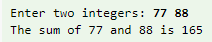 Enter two integers: 77 88
The sum of 77 and 88 is 165